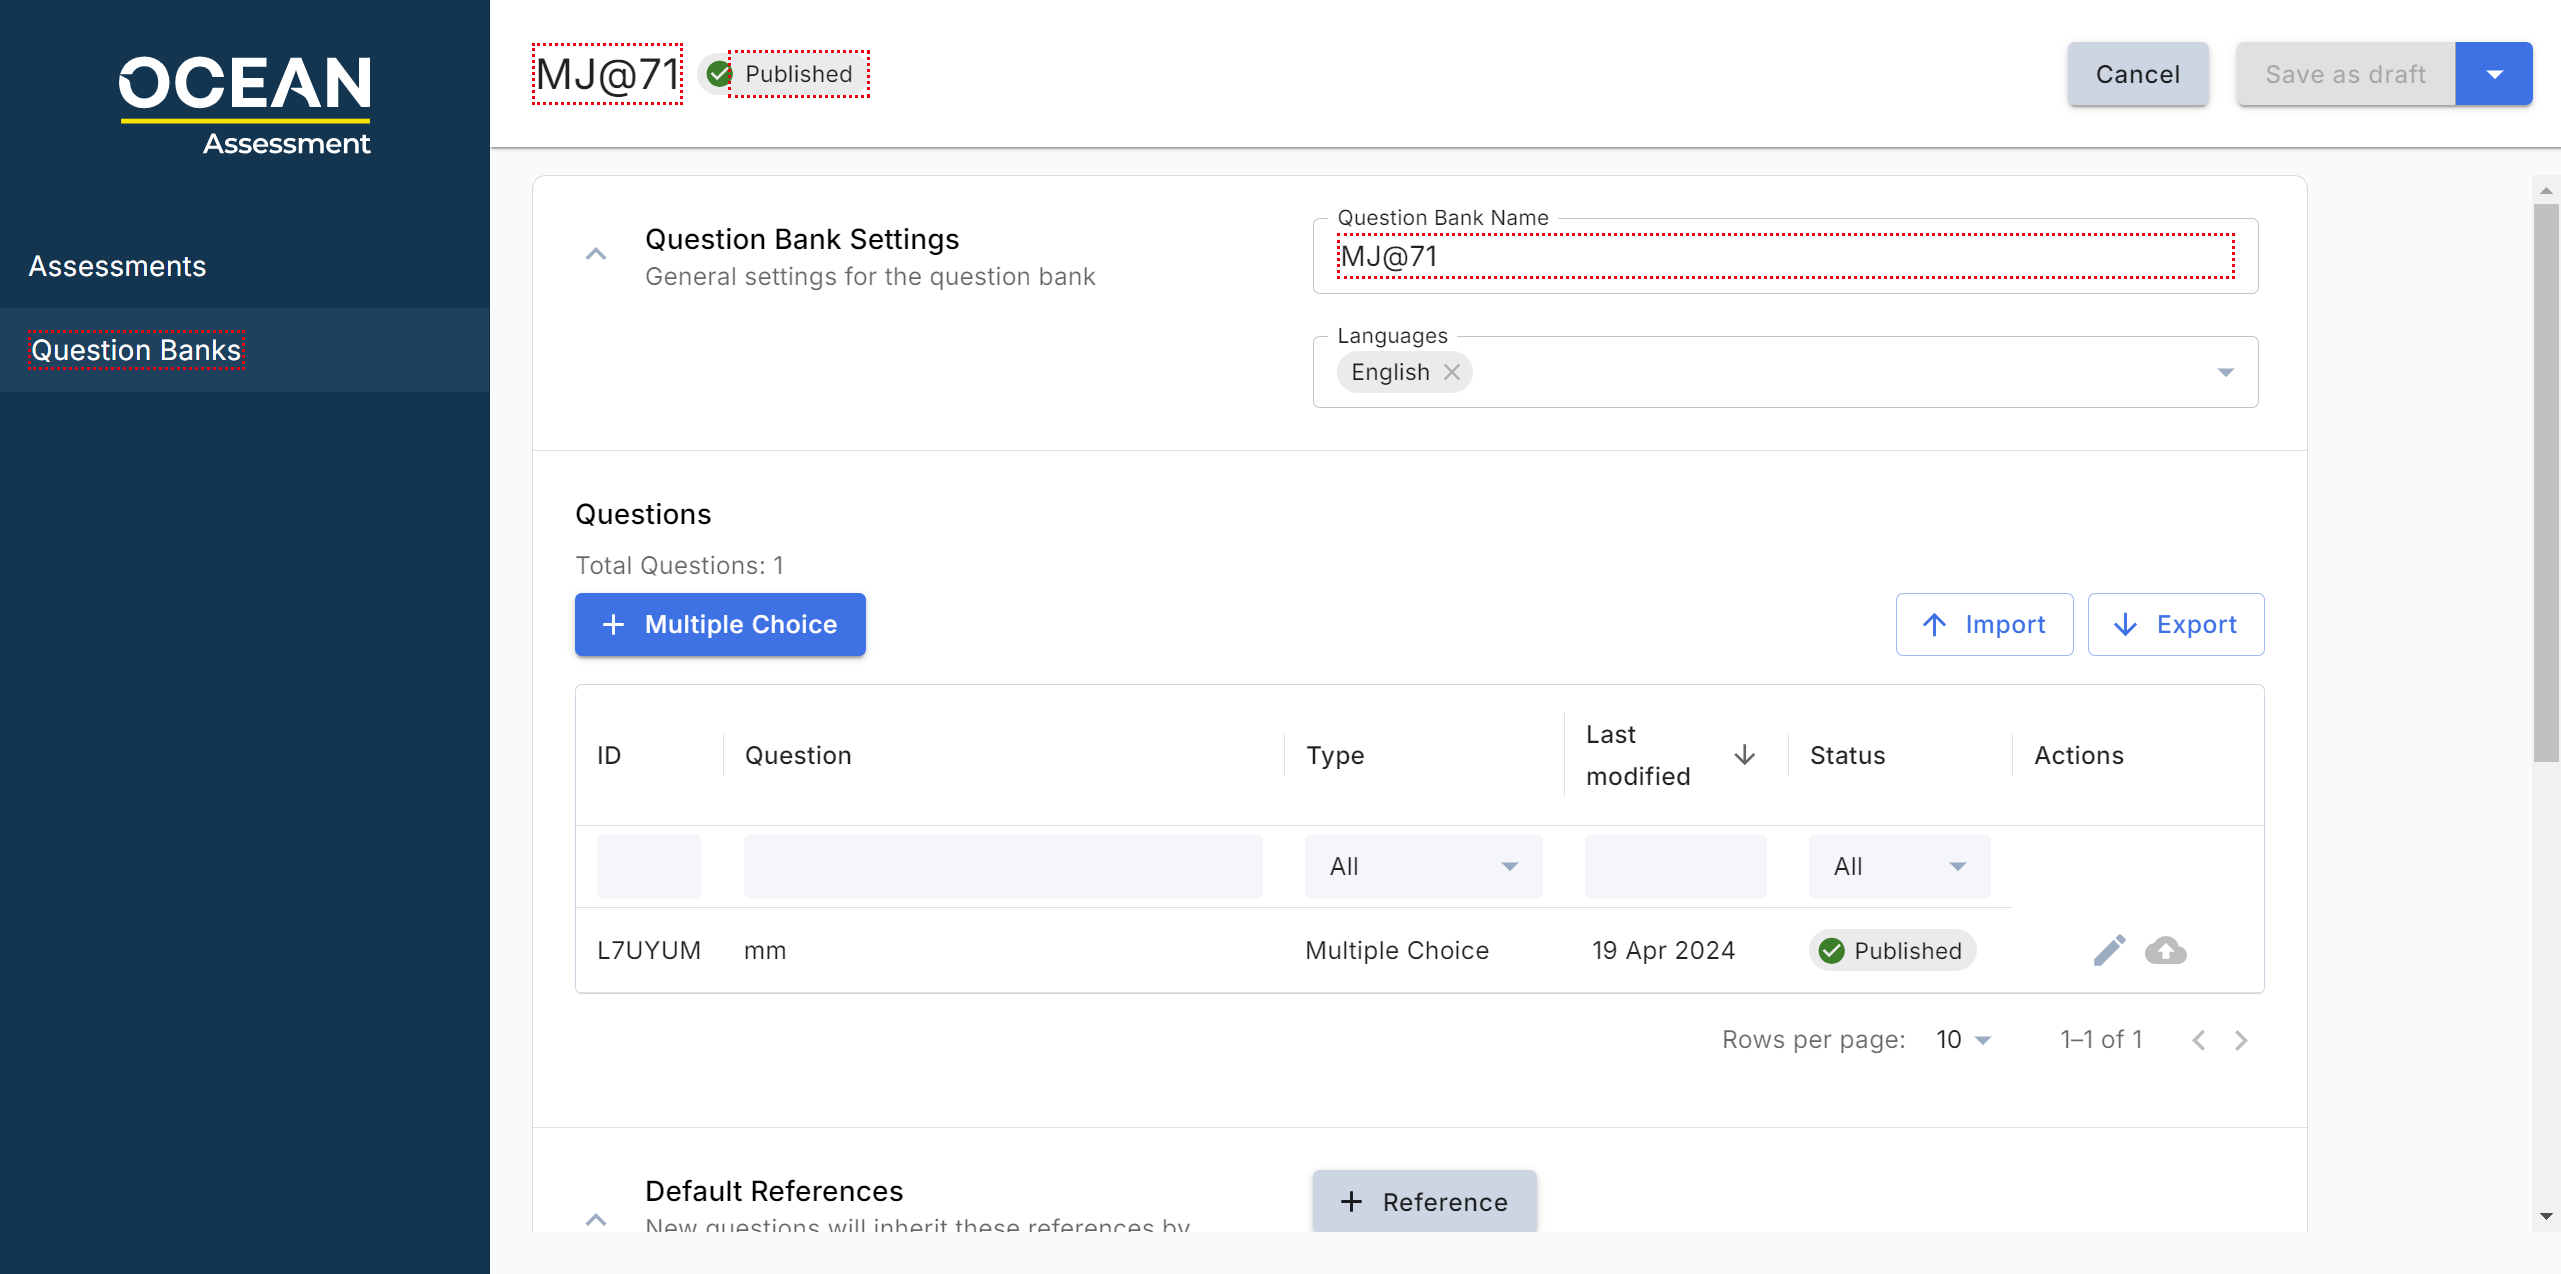 OCEAN
Assessment
Assessments
Question Banks
MJ@71
Published
Cancel
Save as draft
Question Bank Settings
General settings for the question bank
Question Bank Name
MJ@71
Languages
English
Questions
Total Questions: 1
Multiple Choice
Import
Export
ID Question Type Last modified Status Actions
All All
L7UYUM mm Multiple Choice 19 Apr 2024 Published
Rows per page: 10 1–1 of 1
Default References
New questions will inherit these references by
Reference